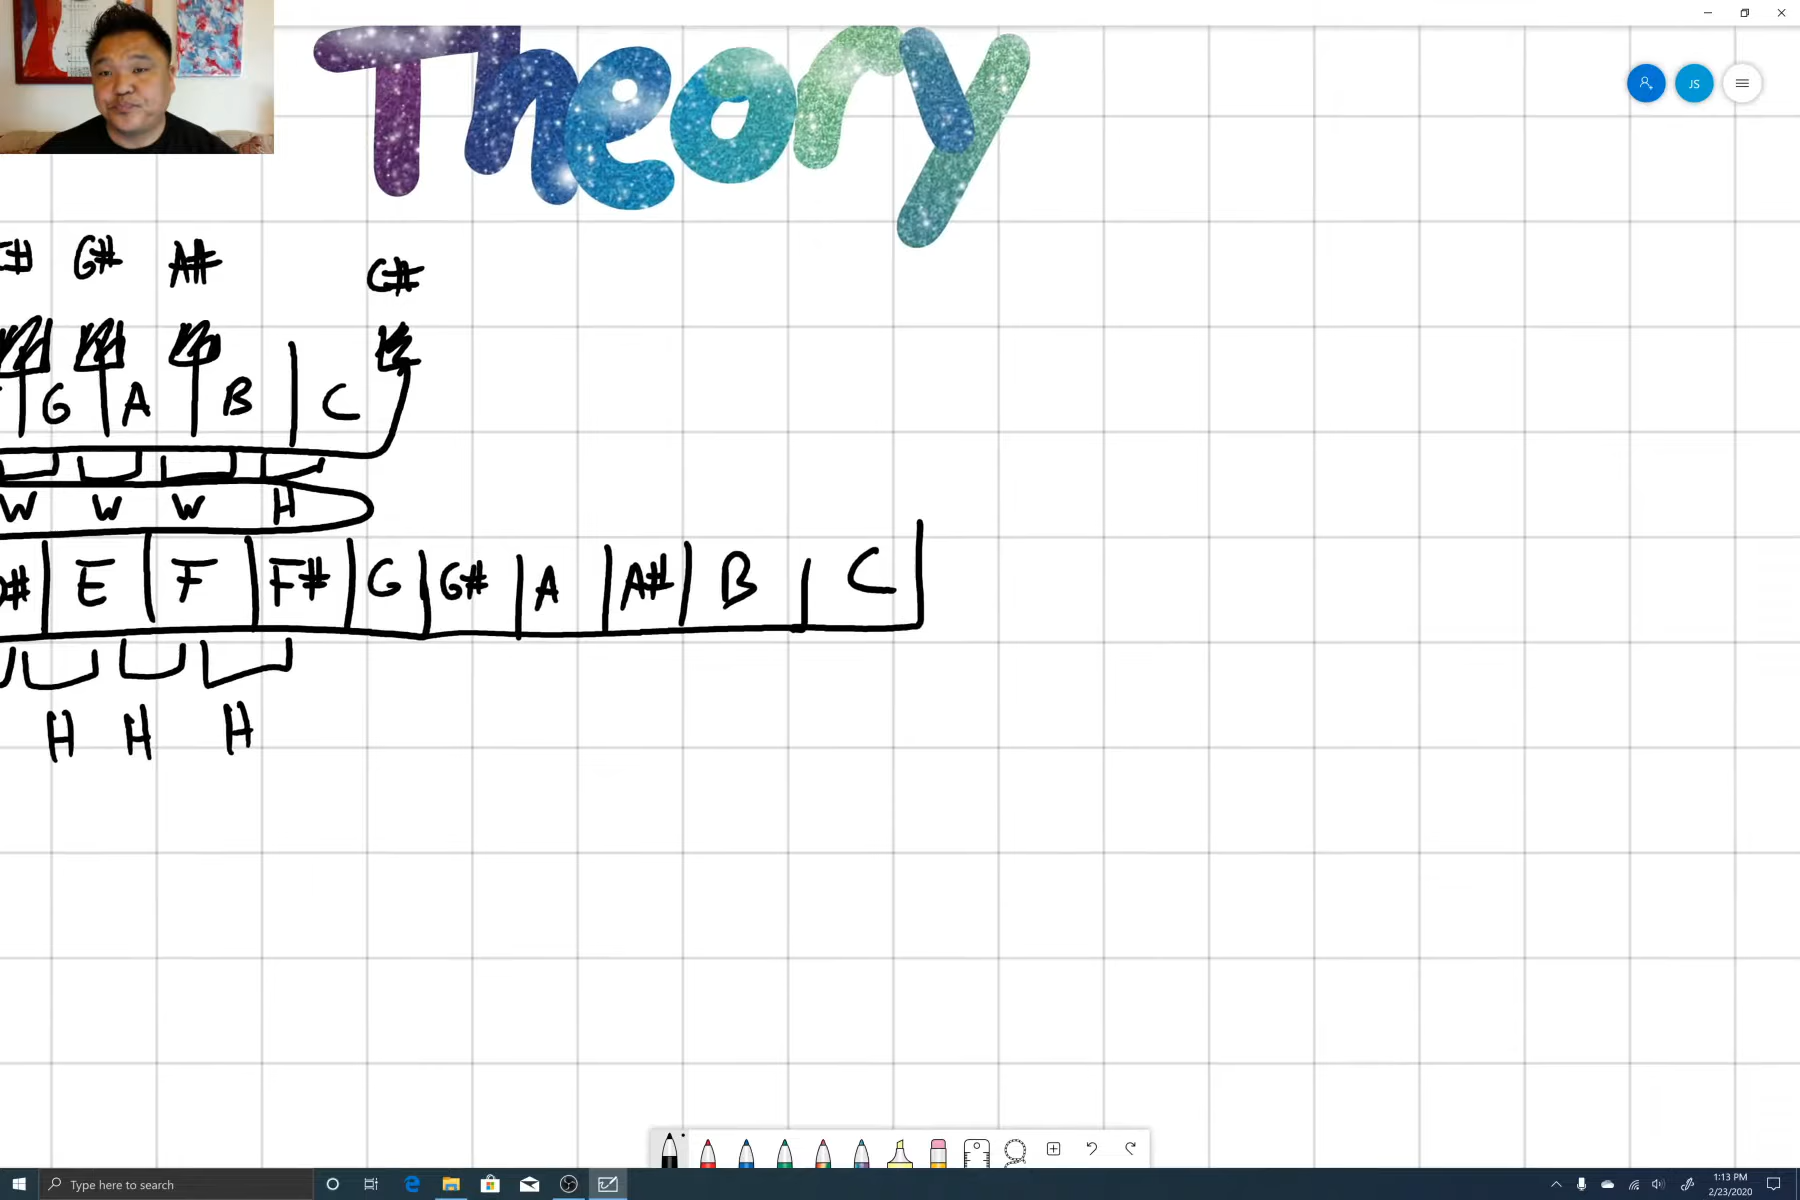 Theory
JS
G# A# C#
G A B C
W W W H
D# E F F# G G# A A# B C
H H H
Type here to search
1:13 PM
2/23/2020